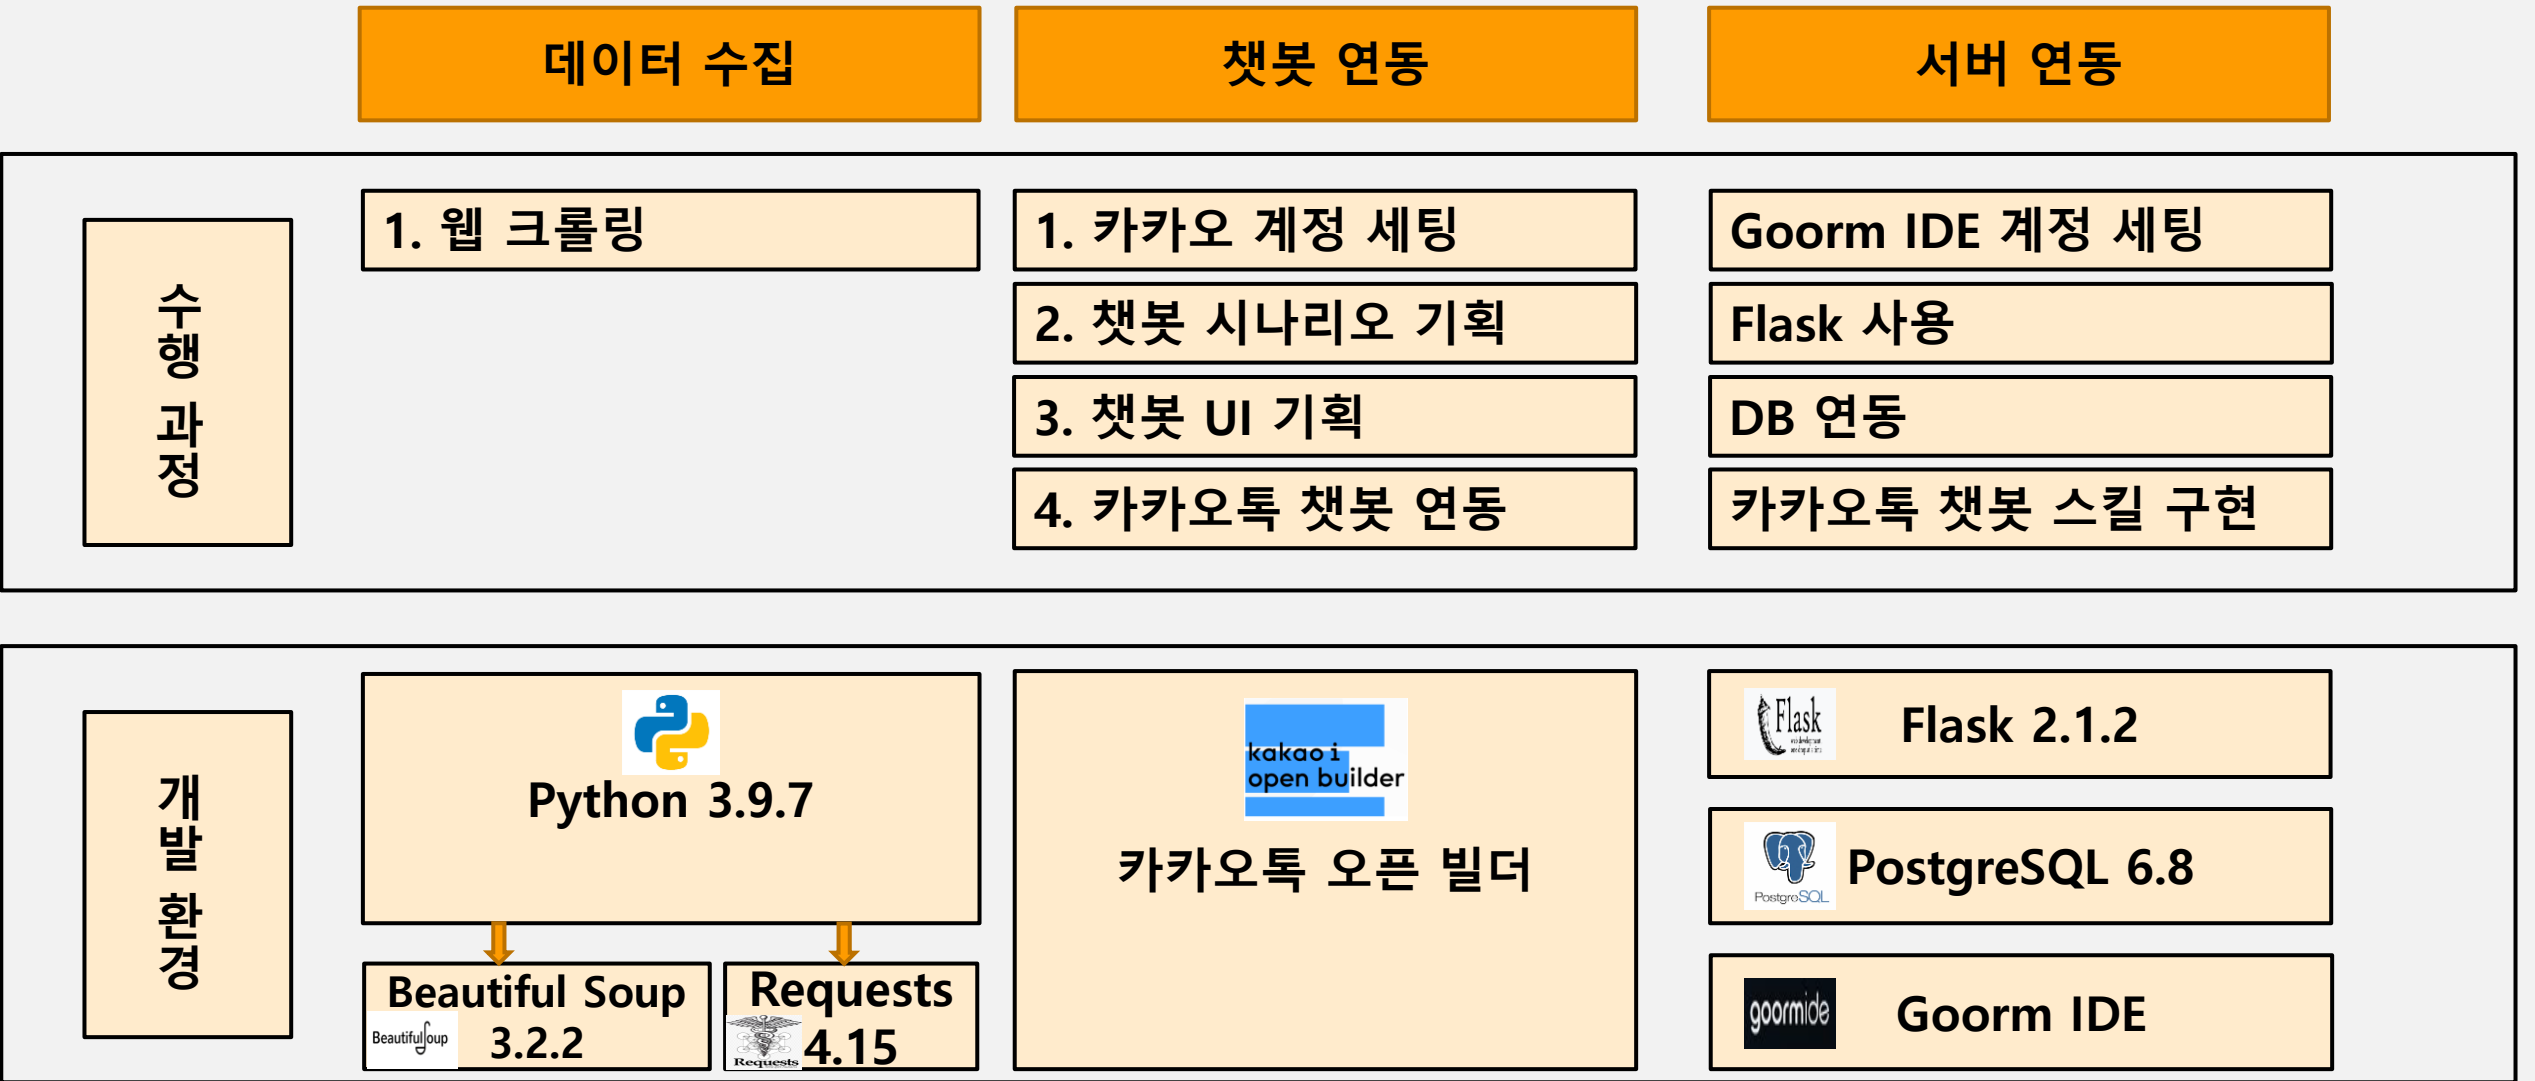 데이터 수집
챗봇 연동
서버 연동
수행 과정
1. 웹 크롤링
1. 카카오 계정 세팅
2. 챗봇 시나리오 기획
3. 챗봇 UI 기획
4. 카카오톡 챗봇 연동
Goorm IDE 계정 세팅
Flask 사용
DB 연동
카카오톡 챗봇 스킬 구현
개발 환경
Python 3.9.7
Beautiful Soup
3.2.2
BeautifulSoup
Requests
4.15
Requests
kakao i
open builder
카카오톡 오픈 빌더
Flask
Flask 2.1.2
PostgreSQL
PostgreSQL 6.8
goormide
Goorm IDE